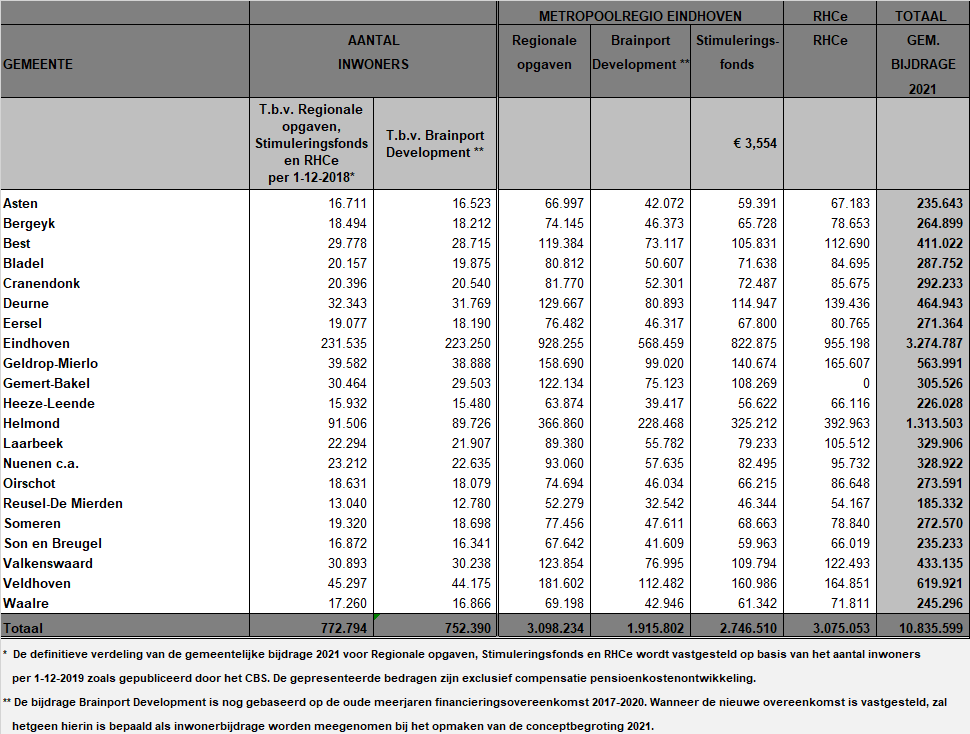 METROPOOLREGIO EINDHOVEN RHCe TOTAAL
GEMEENTE AANTAL INWONERS Regionale opgaven Brainport Development ** Stimulerings-fonds RHCe GEM. BIJDRAGE 2021
T.b.v. Regionale opgaven, Stimuleringsfonds en RHCe per 1-12-2018* T.b.v. Brainport Development ** € 3,554
Asten 16.711 16.523 66.997 42.072 59.391 67.183 235.643
Bergeyk 18.494 18.212 74.145 46.373 65.728 78.653 264.899
Best 29.778 28.715 119.384 73.117 105.831 112.690 411.022
Bladel 20.157 19.875 80.812 50.607 71.638 84.695 287.752
Cranendonk 20.396 20.540 81.770 52.301 72.487 85.675 292.233
Deurne 32.343 31.769 129.667 80.893 114.947 139.436 464.943
Eersel 19.077 18.190 76.482 46.317 67.800 80.765 271.364
Eindhoven 231.535 223.250 928.255 568.459 822.875 955.198 3.274.787
Geldrop-Mierlo 39.582 38.888 158.690 99.020 140.674 165.607 563.991
Gemert-Bakel 30.464 29.503 122.134 75.123 108.269 0 305.526
Heeze-Leende 15.932 15.480 63.874 39.417 56.622 66.116 226.028
Helmond 91.506 89.726 366.860 228.468 325.212 392.963 1.313.503
Laarbeek 22.294 21.907 89.380 55.782 79.233 105.512 329.906
Nuenen c.a. 23.212 22.635 93.060 57.635 82.495 95.732 328.922
Oirschot 18.631 18.079 74.694 46.034 66.215 86.648 273.591
Reusel-De Mierden 13.040 12.780 52.279 32.542 46.344 54.167 185.332
Someren 19.320 18.698 77.456 47.611 68.663 78.840 272.570
Son en Breugel 16.872 16.341 67.642 41.609 59.963 66.019 235.233
Valkenswaard 30.893 30.238 123.854 76.995 109.794 122.493 433.135
Veldhoven 45.297 44.175 181.602 112.482 160.986 164.851 619.921
Waalre 17.260 16.866 69.198 42.946 61.342 71.811 245.296
Totaal 772.794 752.390 3.098.234 1.915.802 2.746.510 3.075.053 10.835.599
* De definitieve verdeling van de gemeentelijke bijdrage 2021 voor Regionale opgaven, Stimuleringsfonds en RHCe wordt vastgesteld op basis van het aantal inwoners
per 1-12-2019 zoals gepubliceerd door het CBS. De gepresenteerde bedragen zijn exclusief compensatie pensioenkostenontwikkeling.
** De bijdrage Brainport Development is nog gebaseerd op de oude meerjaren financieringsovereenkomst 2017-2020. Wanneer de nieuwe overeenkomst is vastgesteld, zal
hetgeen hierin is bepaald als inwonerbijdrage worden meegenomen bij het opmaken van de conceptbegroting 2021.